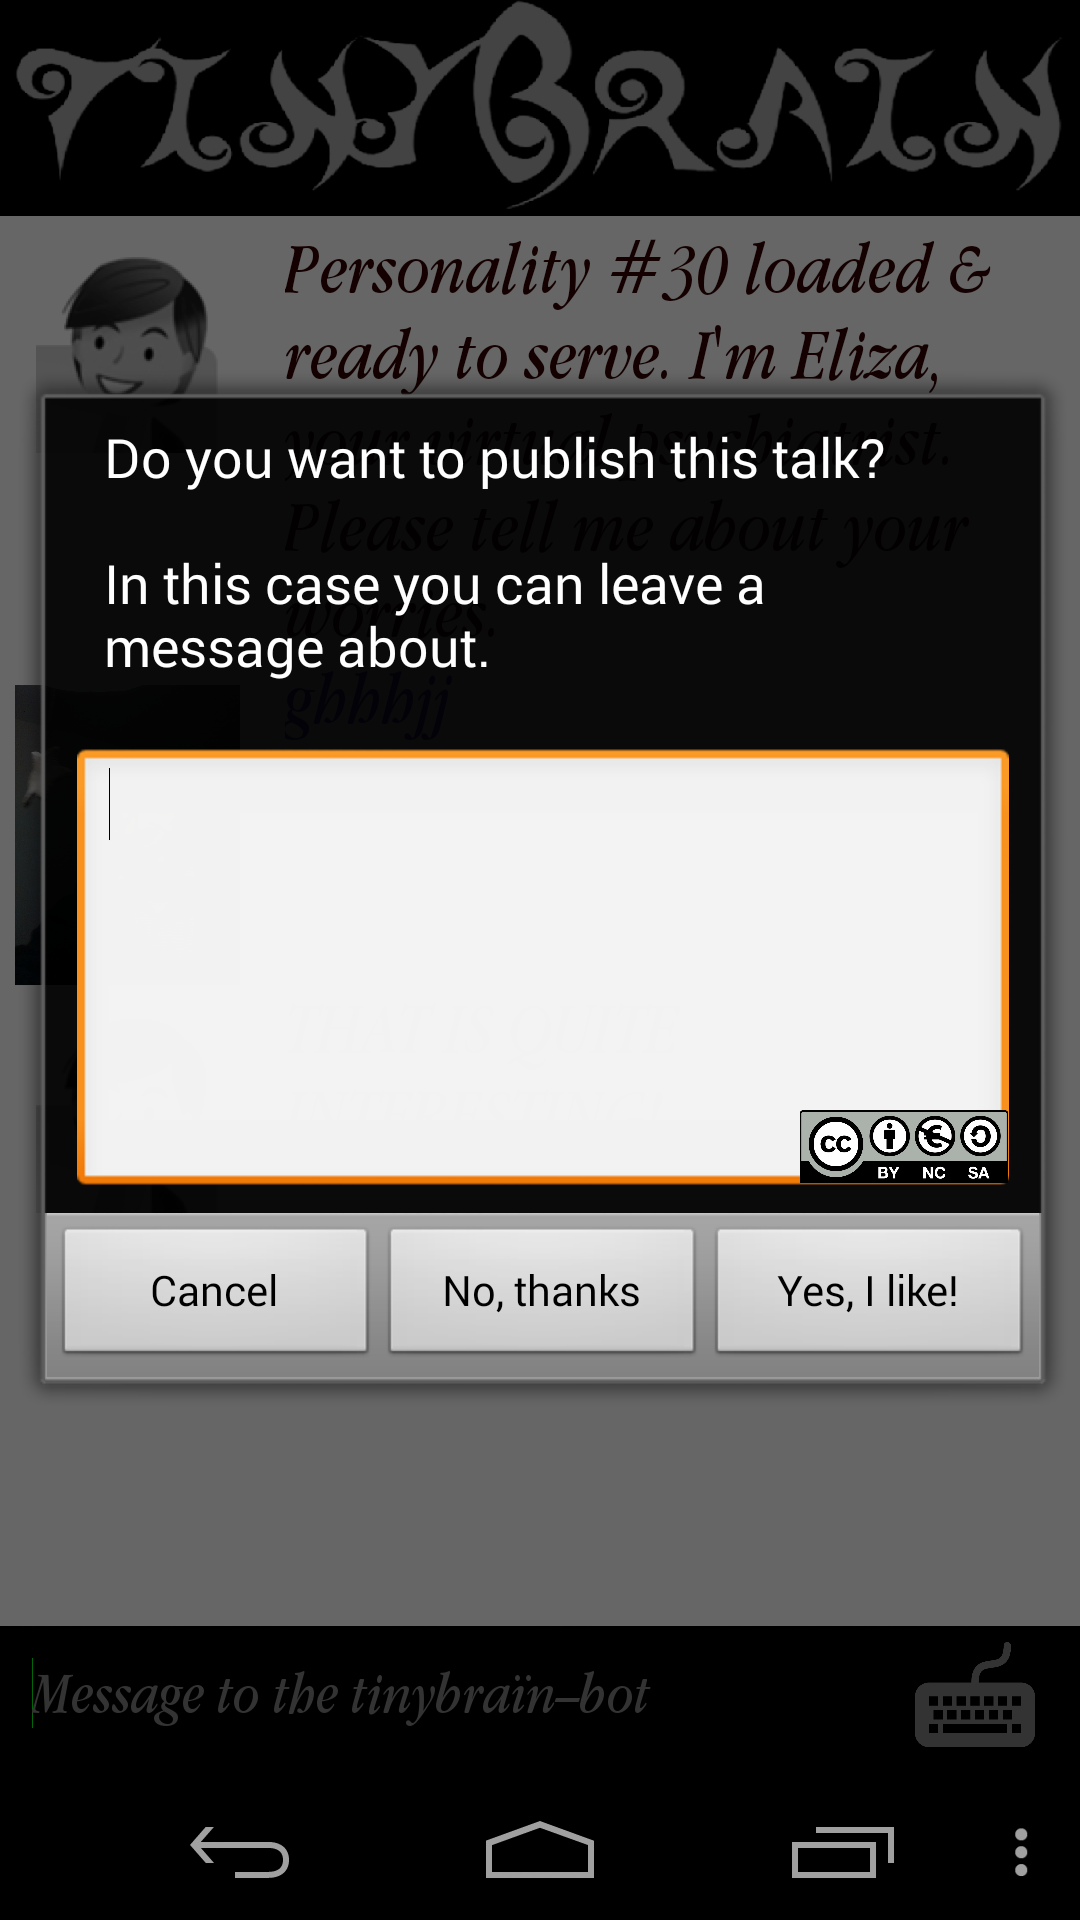 TINYBRAIN
Personality #30 loaded &
ready to serve. I'm Eliza,
your virtual psychiatrist.
Please tell me about your
worries.
ghhhjj
Do you want to publish this talk?
In this case you can leave a
message about.
cc BY NC SA
Cancel No, thanks Yes, I like!
Message to the tinybraïn–bot